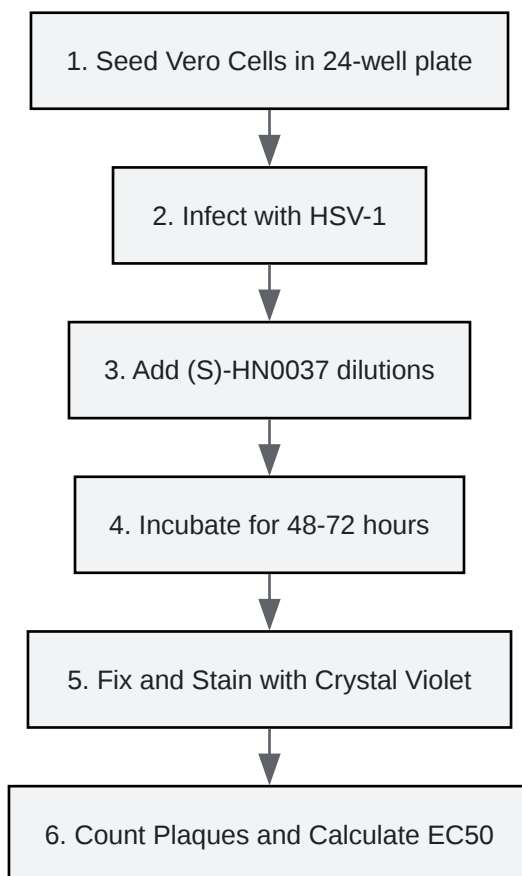 1. Seed Vero Cells in 24-well plate
2. Infect with HSV-1
3. Add (S)-HN0037 dilutions
4. Incubate for 48-72 hours
5. Fix and Stain with Crystal Violet
6. Count Plaques and Calculate EC50